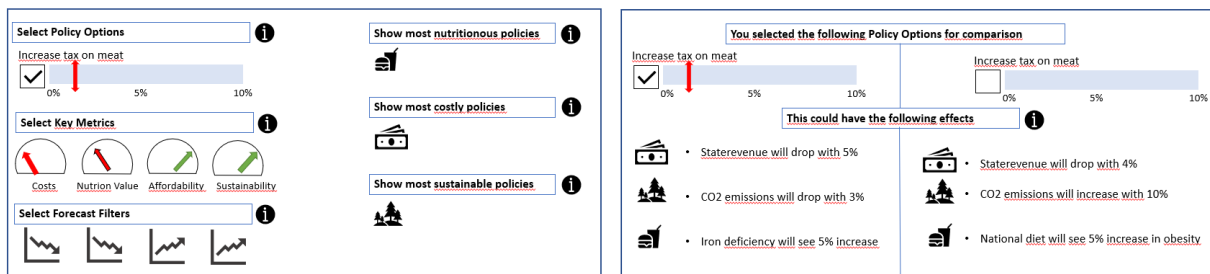 Select Policy Options
Increase tax on meat
0% 5% 10%
Select Key Metrics
Costs Nutrion Value Affordability Sustainability
Select Forecast Filters
Show most nutritionous policies
Show most costly policies
Show most sustainable policies
You selected the following Policy Options for comparison
Increase tax on meat
0% 5% 10%
Increase tax on meat
0% 5% 10%
This could have the following effects
• Staterevenue will drop with 5%
• CO2 emissions will drop with 3%
• Iron deficiency will see 5% increase
• Staterevenue will drop with 4%
• CO2 emissions will increase with 10%
• National diet will see 5% increase in obesity